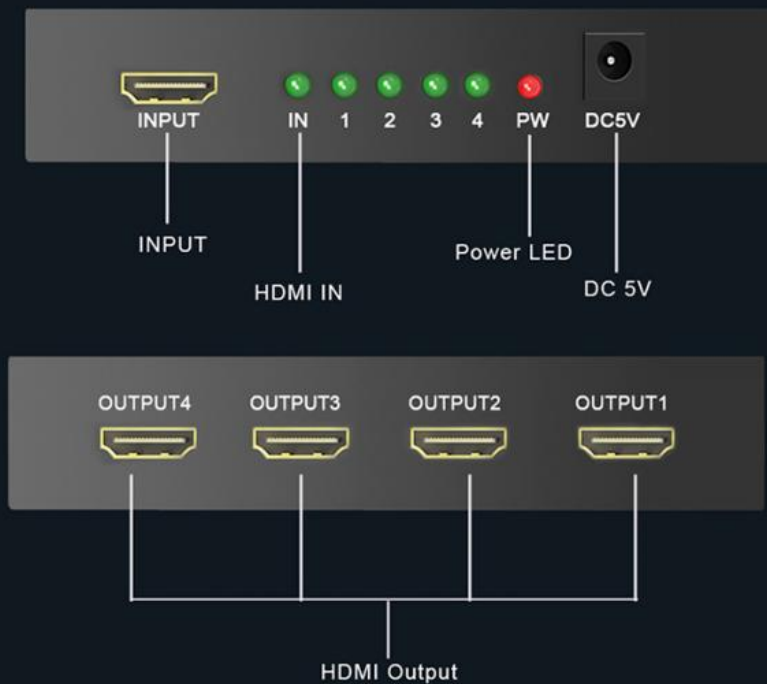 INPUT IN 1 2 3 4 PW DC5V
INPUT
Power LED
HDMI IN
DC 5V
OUTPUT4 OUTPUT3 OUTPUT2 OUTPUT1
HDMI Output